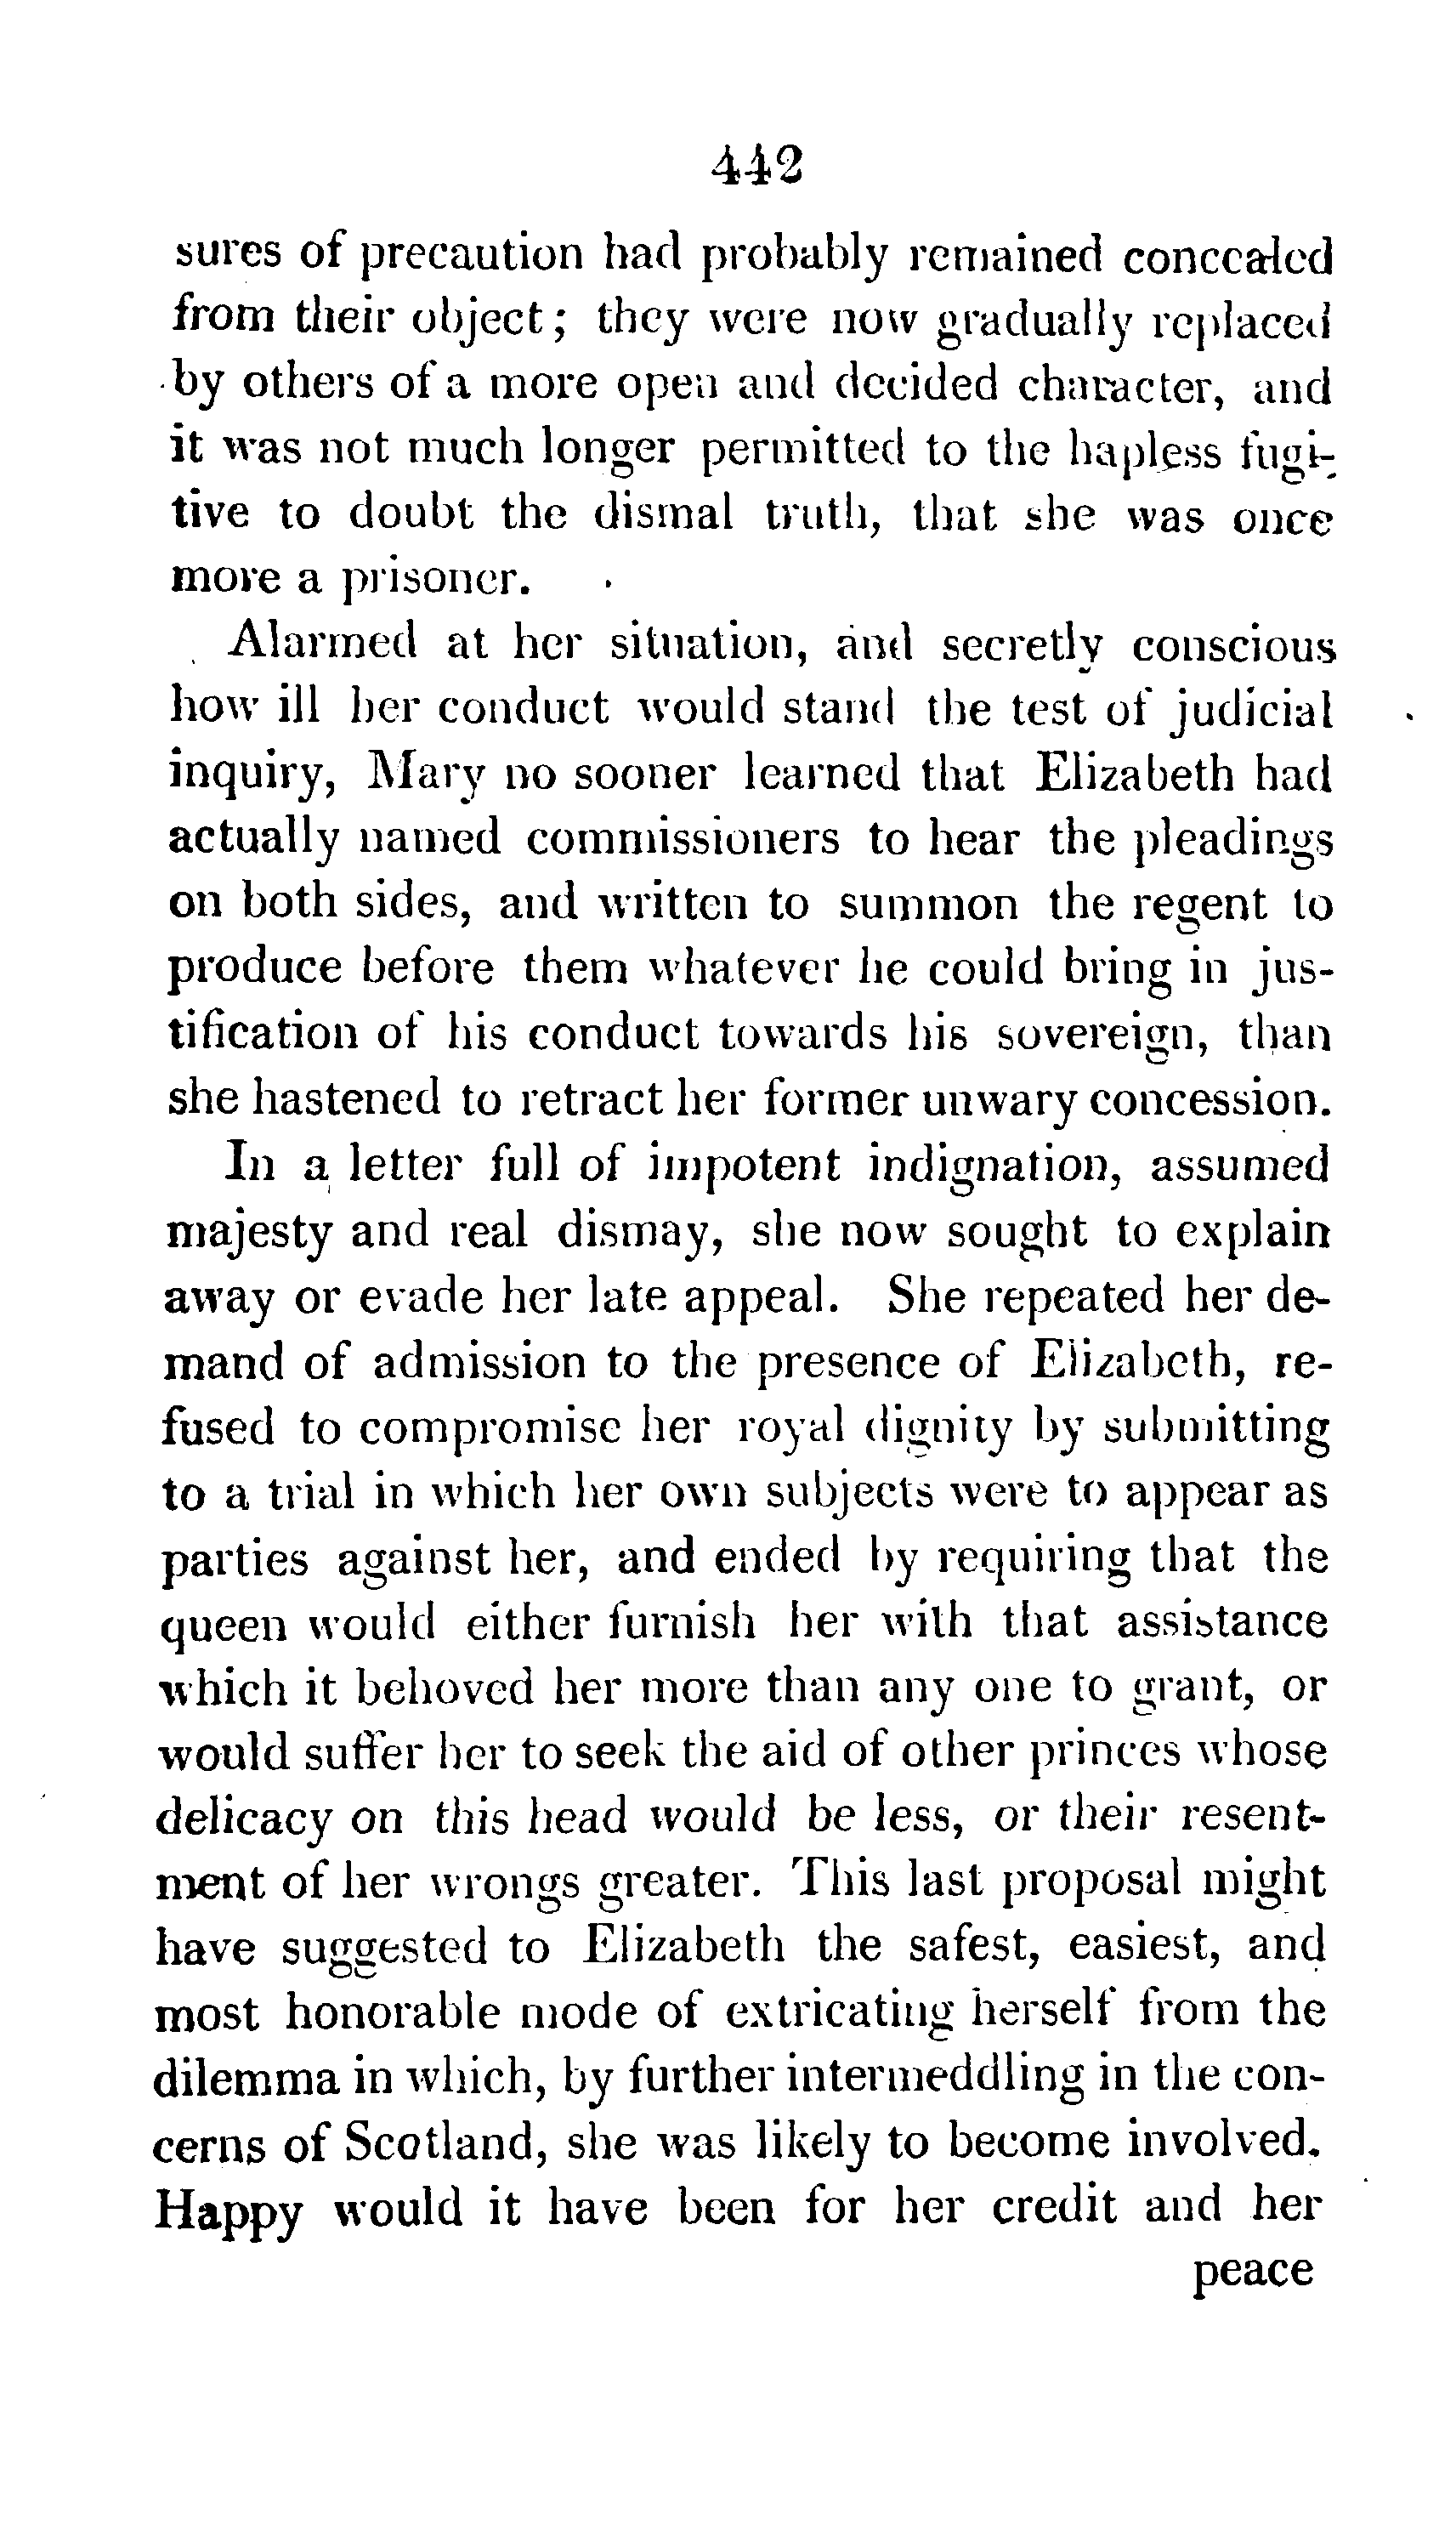 442
sures of precaution had probably remained concealed
from their object; they were now gradually replaced
by others of a more open and decided character, and
it was not much longer permitted to the hapless fugi-
tive to doubt the dismal truth, that she was once
more a prisoner.
Alarmed at her situation, and secretly conscious
how ill her conduct would stand the test of judicial
inquiry, Mary no sooner learned that Elizabeth had
actually named commissioners to hear the pleadings
on both sides, and written to summon the regent to
produce before them whatever he could bring in jus-
tification of his conduct towards his sovereign, than
she hastened to retract her former unwary concession.
In a letter full of impotent indignation, assumed
majesty and real dismay, she now sought to explain
away or evade her late appeal. She repeated her de-
mand of admission to the presence of Elizabeth, re-
fused to compromise her royal dignity by submitting
to a trial in which her own subjects were to appear as
parties against her, and ended by requiring that the
queen would either furnish her with that assistance
which it behoved her more than any one to grant, or
would suffer her to seek the aid of other princes whose
delicacy on this head would be less, or their resent-
ment of her wrongs greater. This last proposal might
have suggested to Elizabeth the safest, easiest, and
most honorable mode of extricating herself from the
dilemma in which, by further intermeddling in the con-
cerns of Scotland, she was likely to become involved.
Happy would it have been for her credit and her
peace